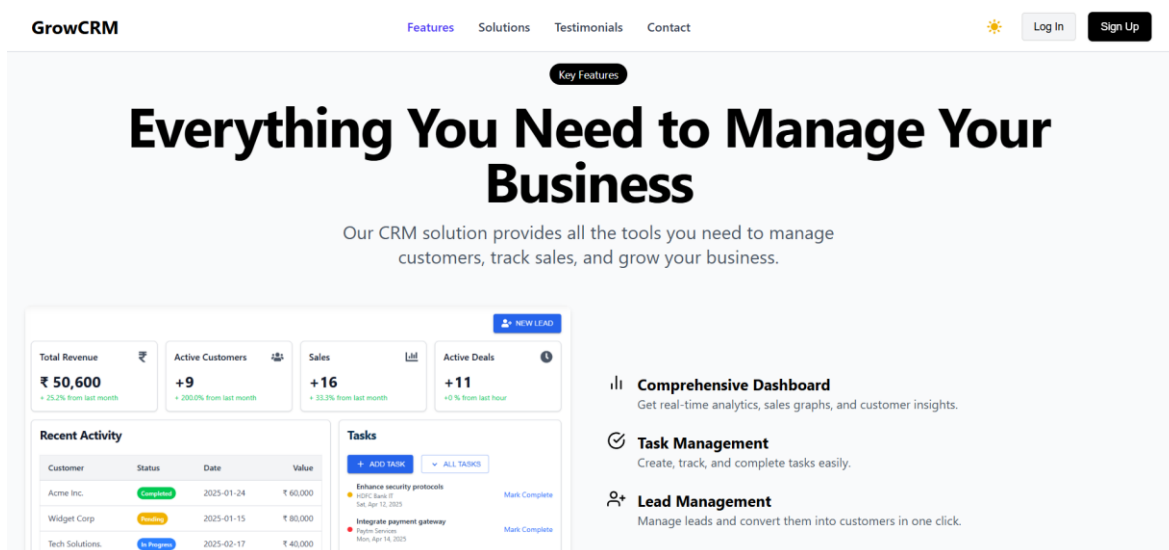 GrowCRM
Features Solutions Testimonials Contact
Log In
Sign Up
Key Features
Everything You Need to Manage Your
Business
Our CRM solution provides all the tools you need to manage
customers, track sales, and grow your business.
NEW LEAD
Total Revenue ₹
₹ 50,600
+ 25.2% from last month
Active Customers
+9
+ 200.0% from last month
Sales
+16
+ 33.3% from last month
Active Deals
+11
+0 % from last hour
Recent Activity
Customer Status Date Value
Acme Inc. Completed 2025-01-24 ₹ 60,000
Widget Corp Pending 2025-01-15 ₹ 80,000
Tech Solutions. In Progress 2025-02-17 ₹ 40,000
Tasks
+ ADD TASK ALL TASKS
Enhance security protocols
HDFC Bank IT
Sat, Apr 12, 2025
Mark Complete
Integrate payment gateway
Paytm Services
Mon, Apr 14, 2025
Mark Complete
Comprehensive Dashboard
Get real-time analytics, sales graphs, and customer insights.
Task Management
Create, track, and complete tasks easily.
Lead Management
Manage leads and convert them into customers in one click.